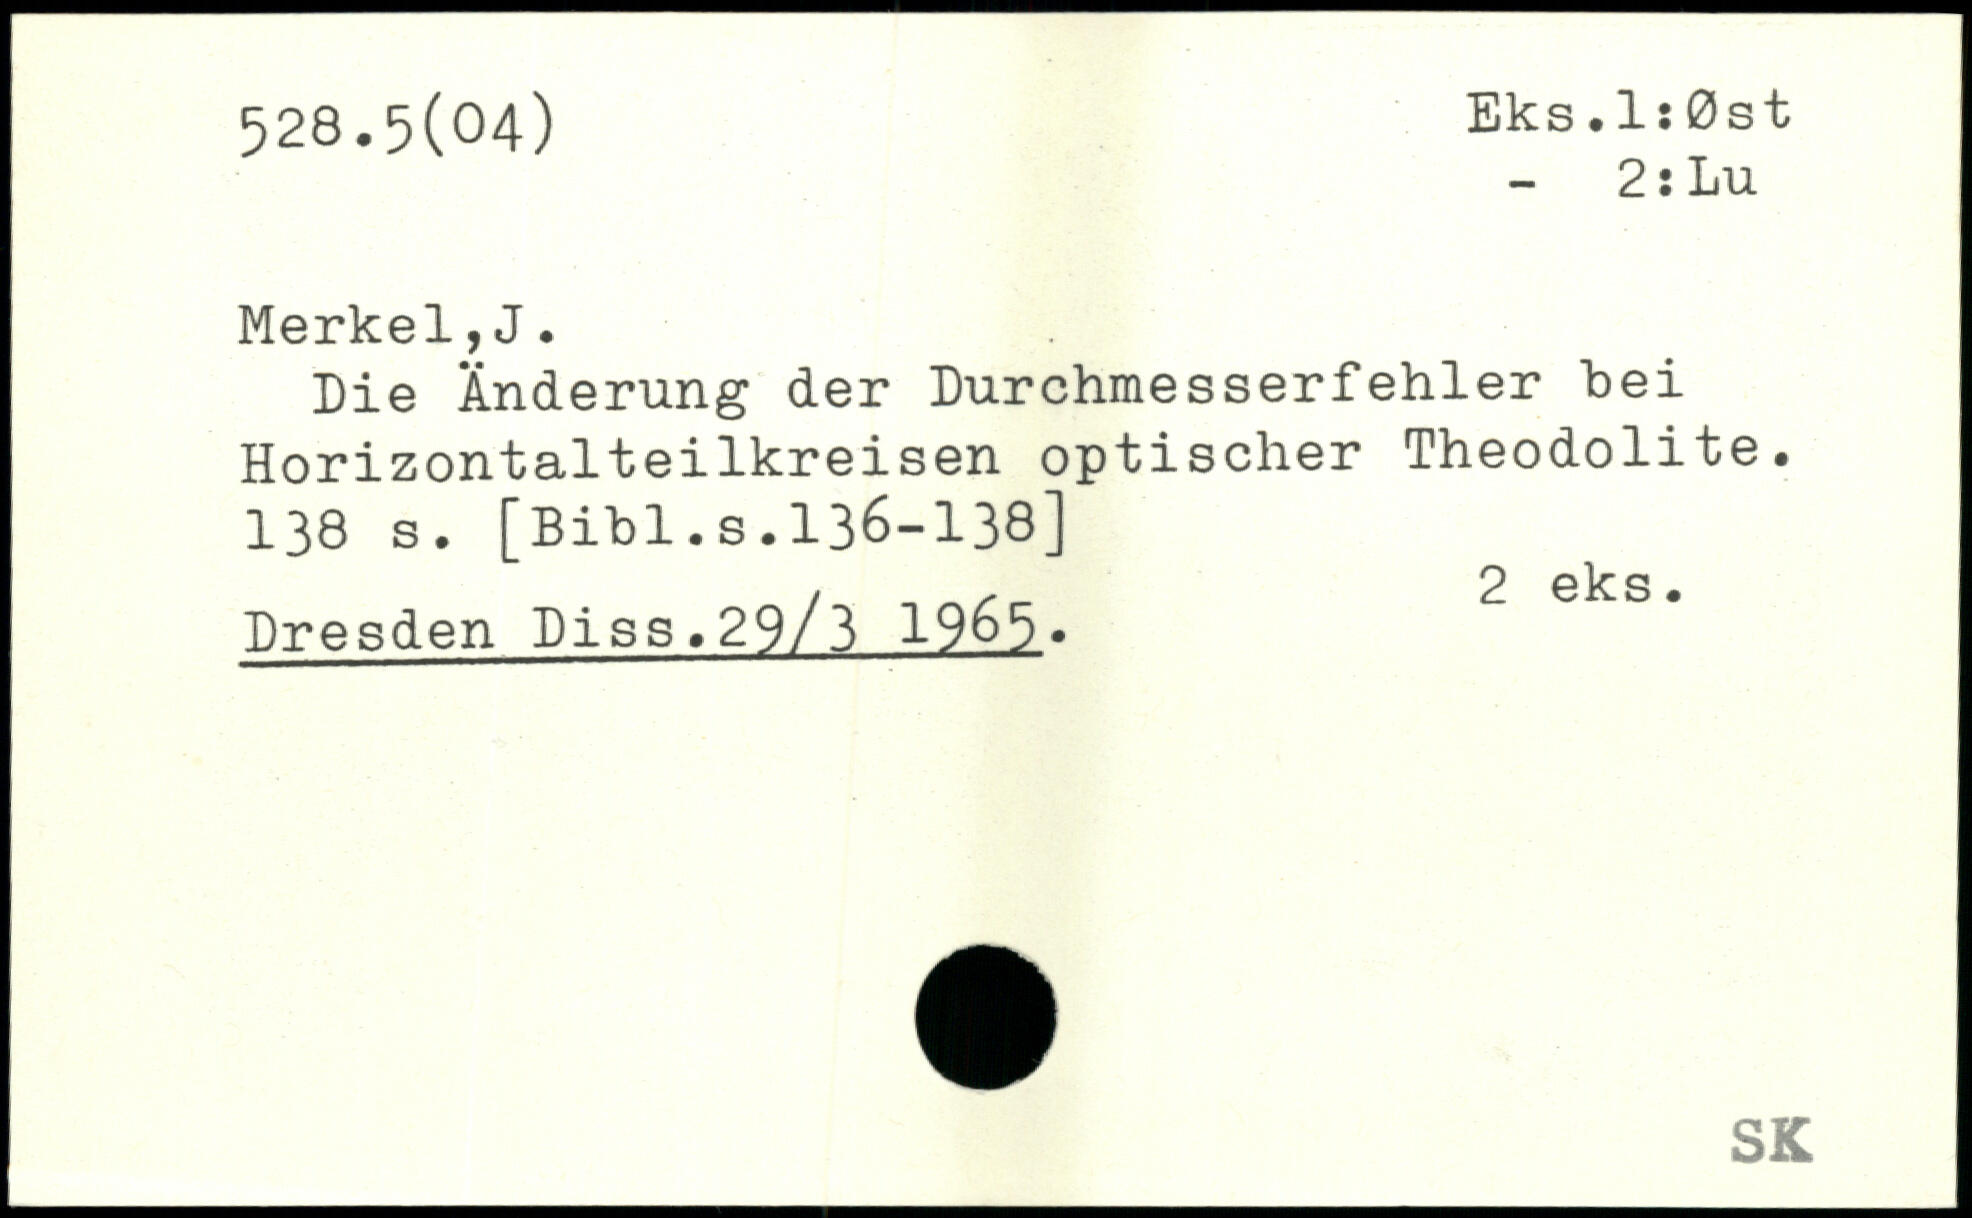 528.5(04)
Eks.1:Øst
- 2:Lu
Merkel,J.
Die Änderung der Durchmesserfehler bei
Horizontalteilkreisen optischer Theodolite.
138 s. [Bibl.s.136-138]
2 eks.
Dresden Diss.29/3 1965.
SK